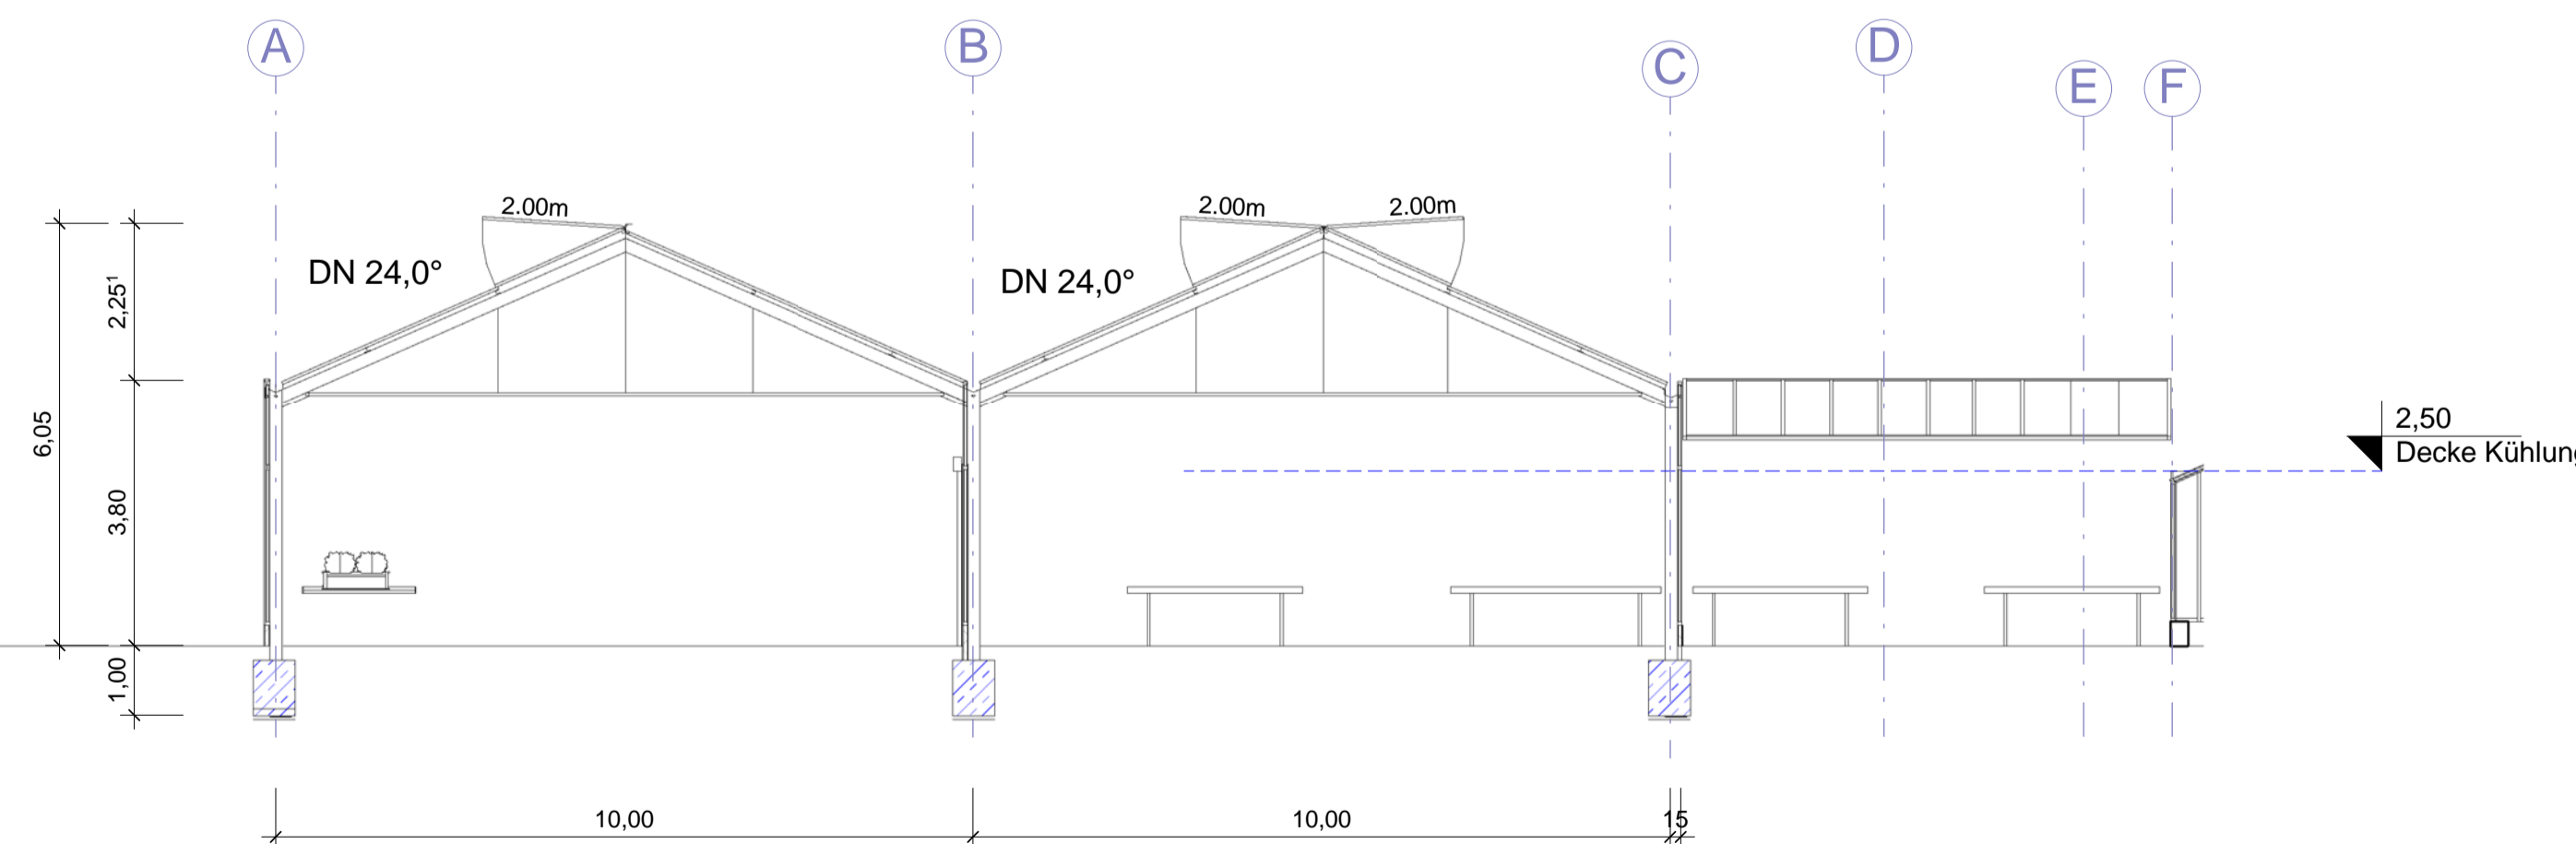 A
B
C
D
E
F
2.00m
2.00m
2.00m
DN 24,0°
DN 24,0°
2,25¹
6,05
3,80
1,00
2,50
Decke Kühlung
10,00
10,00
15